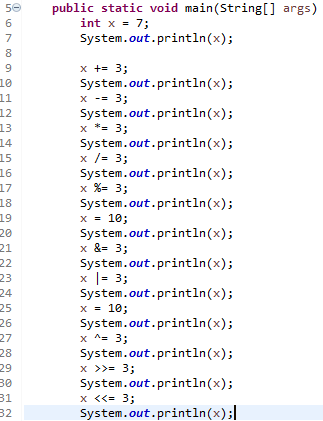 5 public static void main(String[] args)
6 int x = 7;
7 System.out.println(x);
8
9 x += 3;
10 System.out.println(x);
11 x -= 3;
12 System.out.println(x);
13 x *= 3;
14 System.out.println(x);
15 x /= 3;
16 System.out.println(x);
17 x %= 3;
18 System.out.println(x);
19 x = 10;
20 System.out.println(x);
21 x &= 3;
22 System.out.println(x);
23 x |= 3;
24 System.out.println(x);
25 x = 10;
26 System.out.println(x);
27 x ^= 3;
28 System.out.println(x);
29 x >>= 3;
30 System.out.println(x);
31 x <<= 3;
32 System.out.println(x);